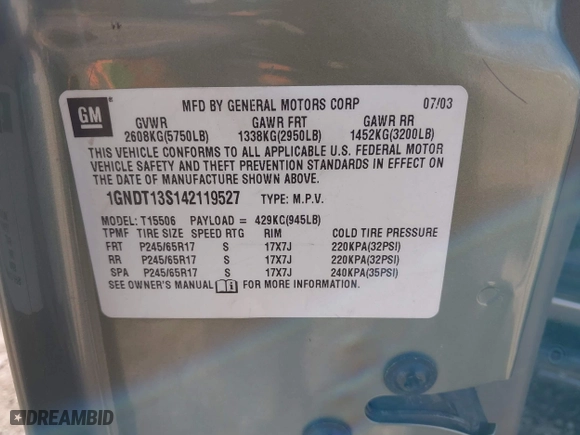 GM
MFD BY GENERAL MOTORS CORP 07/03
GVWR GAWR FRT GAWR RR
2608KG(5750LB) 1338KG(2950LB) 1452KG(3200LB)
THIS VEHICLE CONFORMS TO ALL APPLICABLE U.S. FEDERAL MOTOR
VEHICLE SAFETY AND THEFT PREVENTION STANDARDS IN EFFECT ON
THE DATE OF MANUFACTURE SHOWN ABOVE.
1GNDT13S142119527 TYPE: M.P.V.
MODEL: T15506 PAYLOAD = 429KG(945LB)
TPMF TIRE SIZE SPEED RTG RIM COLD TIRE PRESSURE
FRT P245/65R17 S 17X7J 220KPA(32PSI)
RR P245/65R17 S 17X7J 220KPA(32PSI)
SPA P245/65R17 S 17X7J 240KPA(35PSI)
SEE OWNER'S MANUAL FOR MORE INFORMATION.
DREAMBID